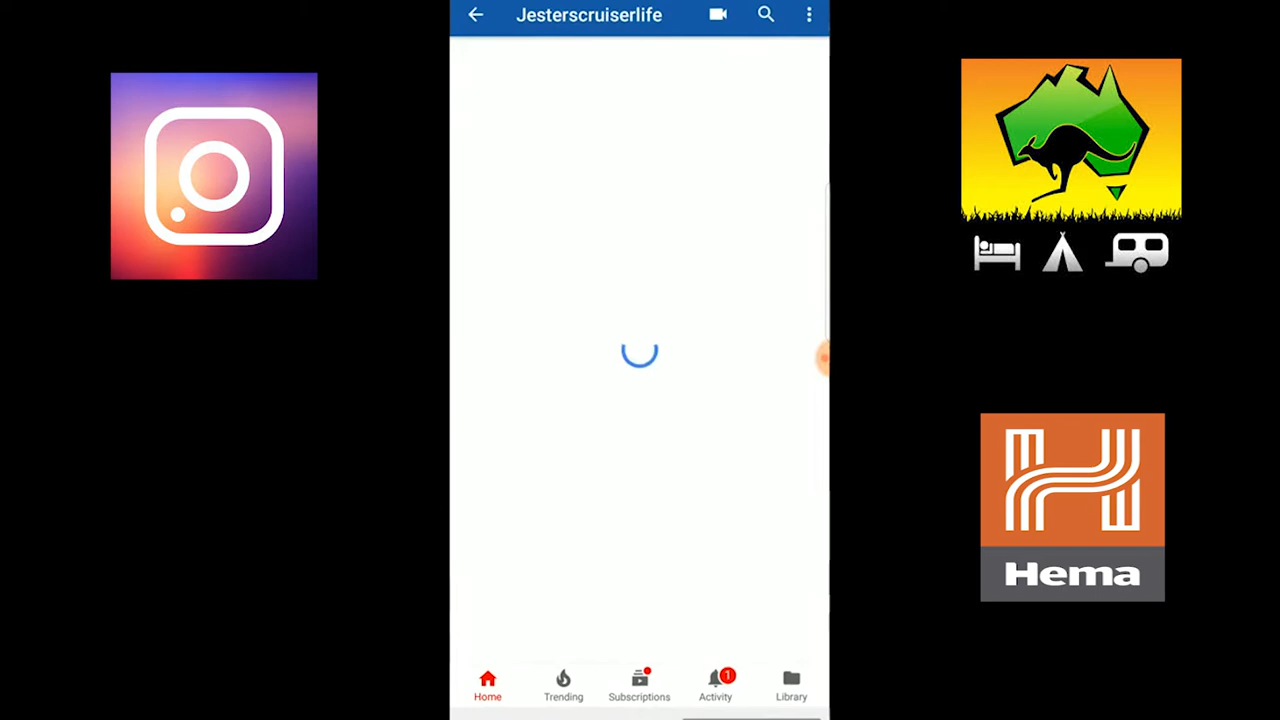 Jesterscruiserlife
Hema
Home
Trending
Subscriptions
1
Activity
Library